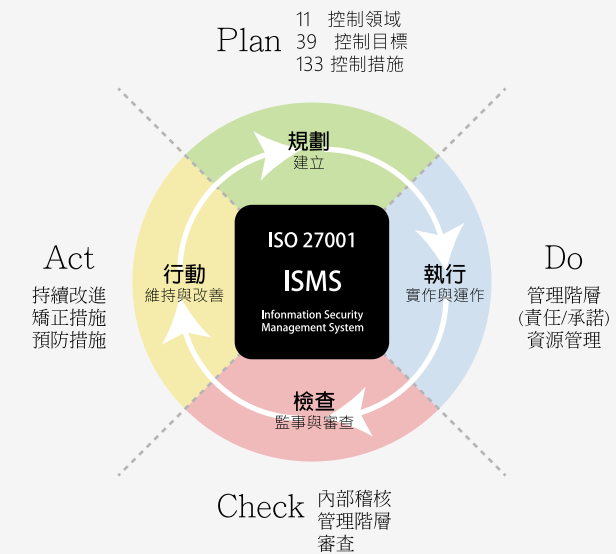 Plan
11 控制領域
39 控制目標
133 控制措施
規劃
建立
Act
持續改進
矯正措施
預防措施
行動
維持與改善
ISO 27001
ISMS
Information Security
Management System
執行
實作與運作
Do
管理階層
(責任/承諾)
資源管理
檢查
監事與審查
Check
內部稽核
管理階層
審查